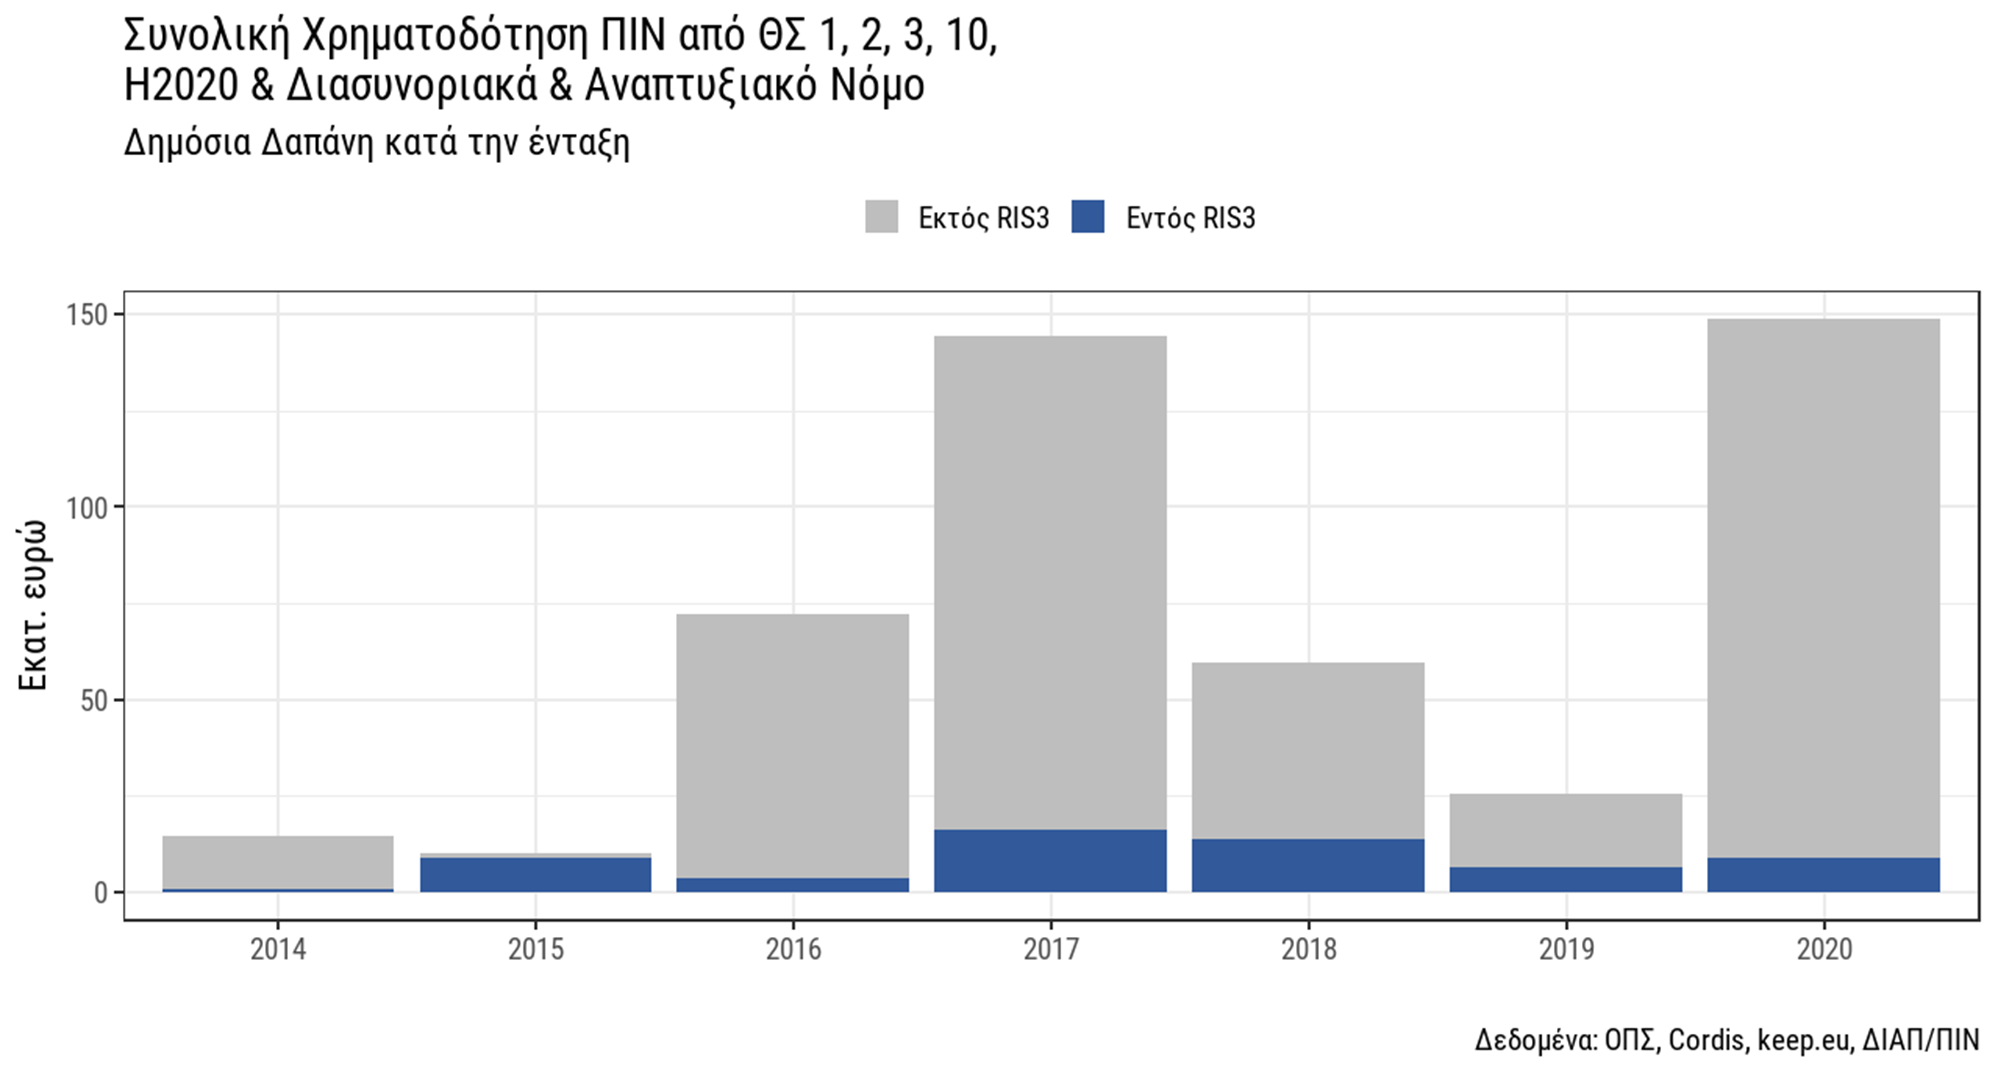 Συνολική Χρηματοδότηση ΠΙΝ από ΘΣ 1, 2, 3, 10,
Η2020 & Διασυνοριακά & Αναπτυξιακό Νόμο
Δημόσια Δαπάνη κατά την ένταξη
Εκτός RIS3 Εντός RIS3
Εκατ. ευρώ
150
100
50
0
2014 2015 2016 2017 2018 2019 2020
Δεδομένα: ΟΠΣ, Cordis, keep.eu, ΔΙΑΠ/ΠΙΝ